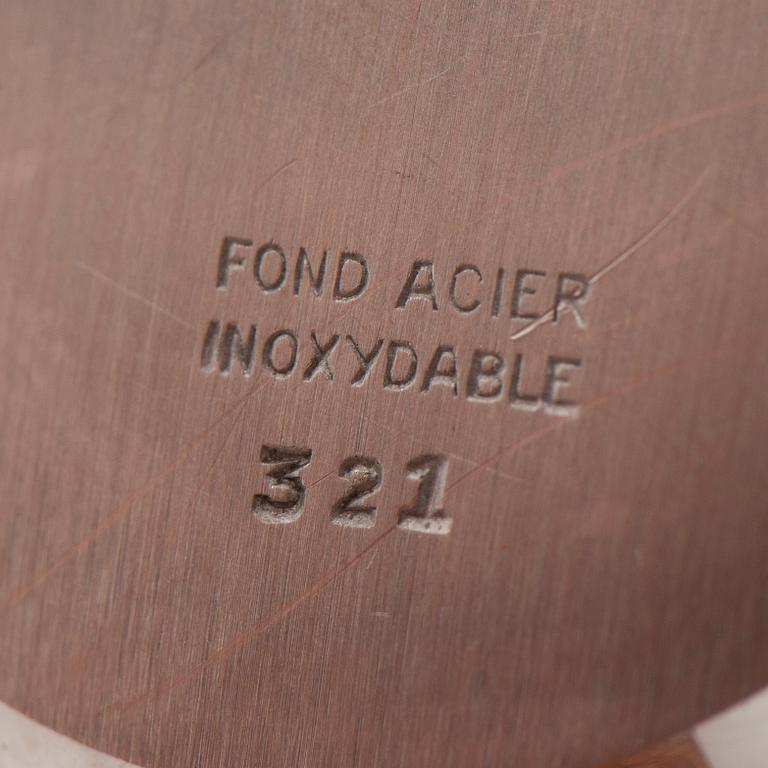 FOND ACIER
INOXYDABLE
321